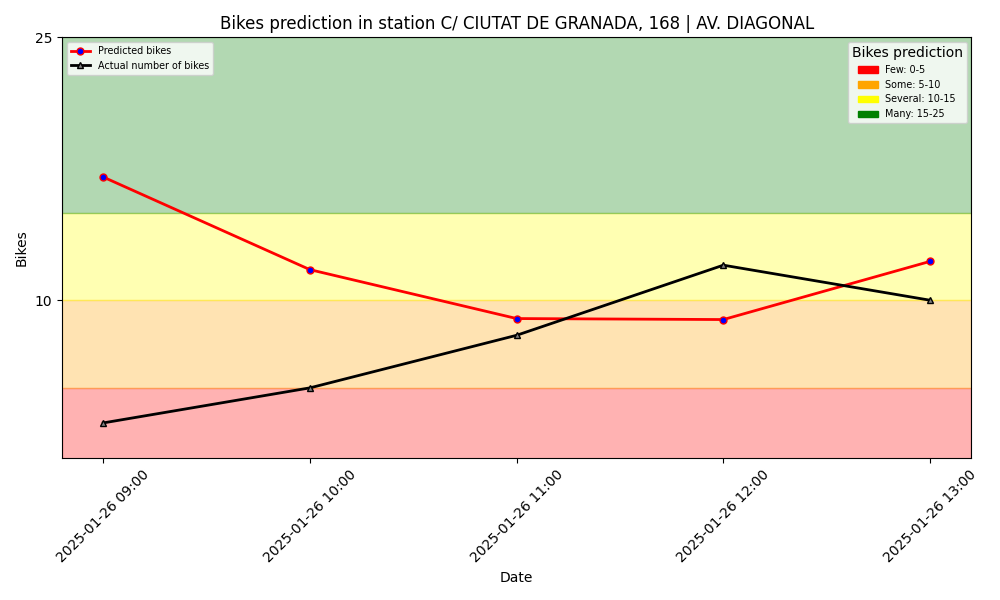 Bikes prediction in station C/ CIUTAT DE GRANADA, 168 | AV. DIAGONAL
25
10
Bikes
Predicted bikes
Actual number of bikes
Bikes prediction
Few: 0-5
Some: 5-10
Several: 10-15
Many: 15-25
2025-01-26 09:00
2025-01-26 10:00
2025-01-26 11:00
2025-01-26 12:00
2025-01-26 13:00
Date